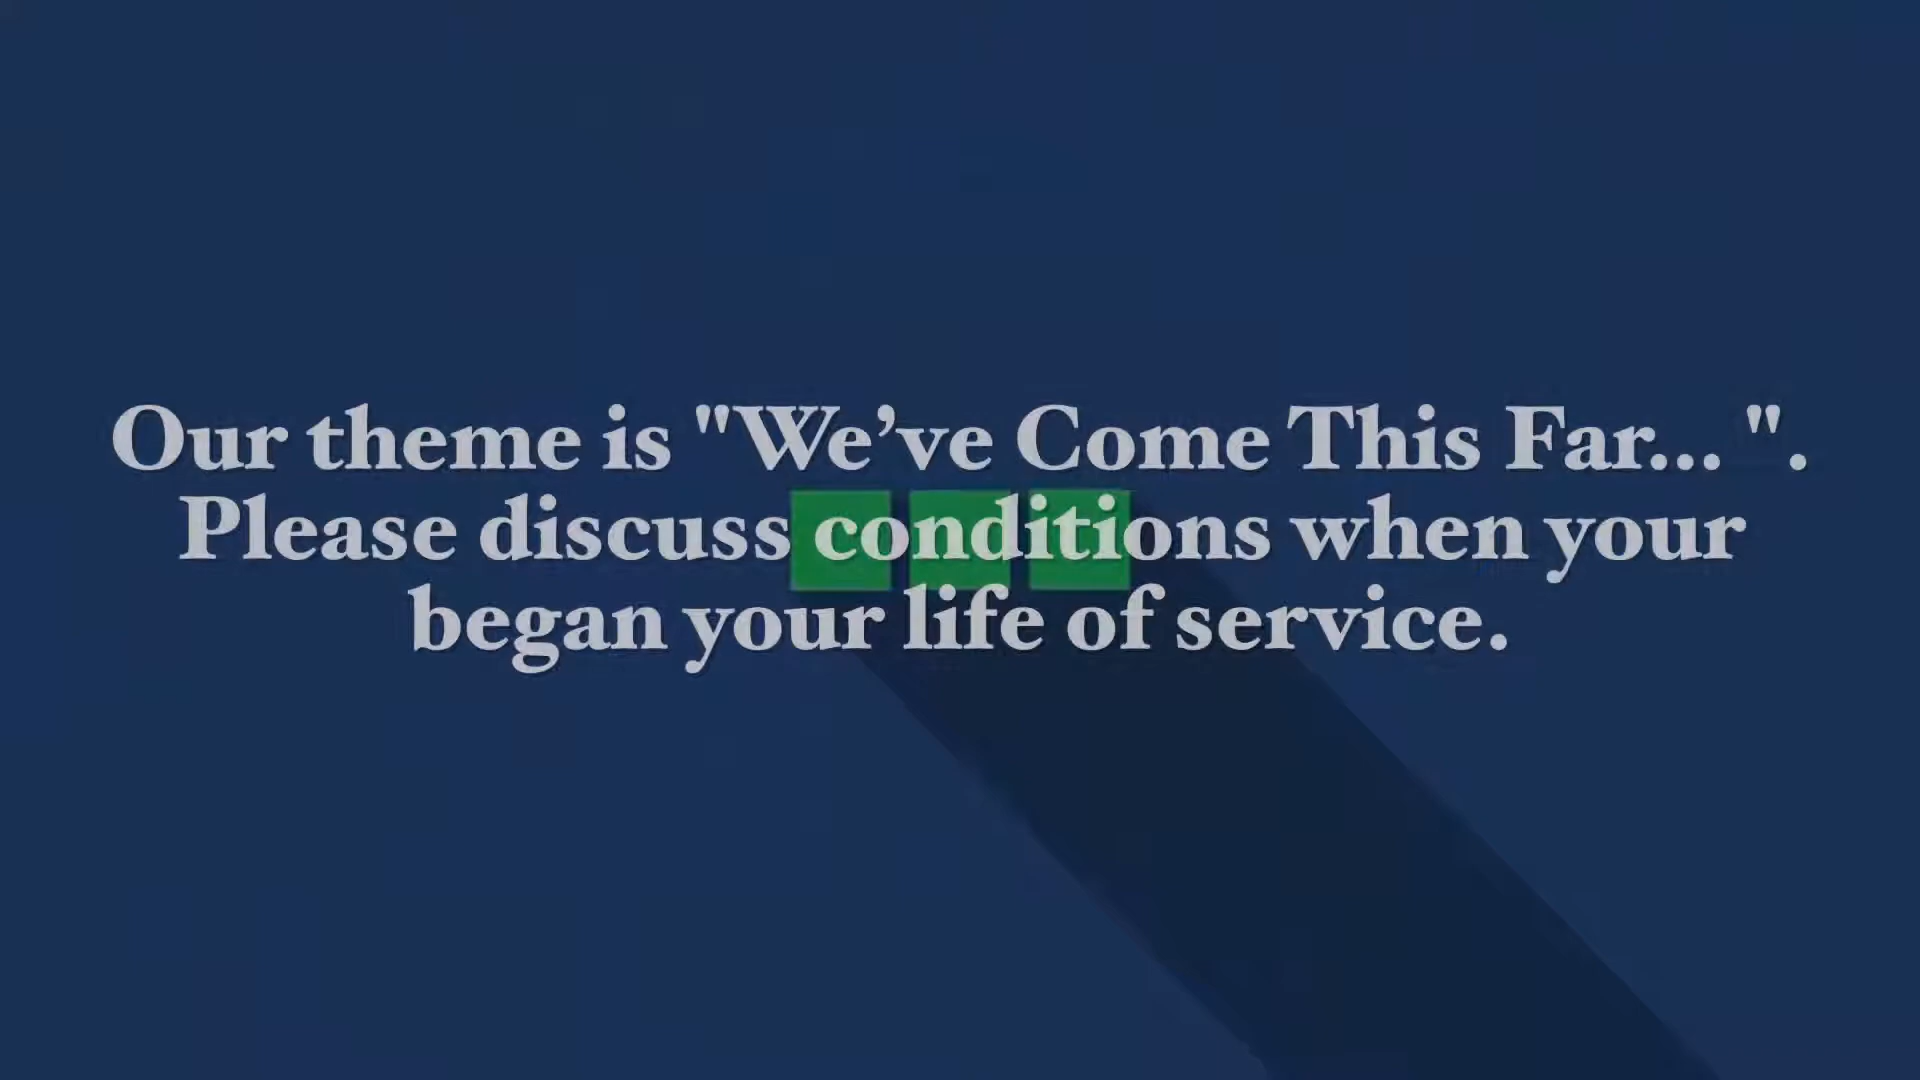 Our theme is "We’ve Come This Far... ".
Please discuss conditions when your
began your life of service.